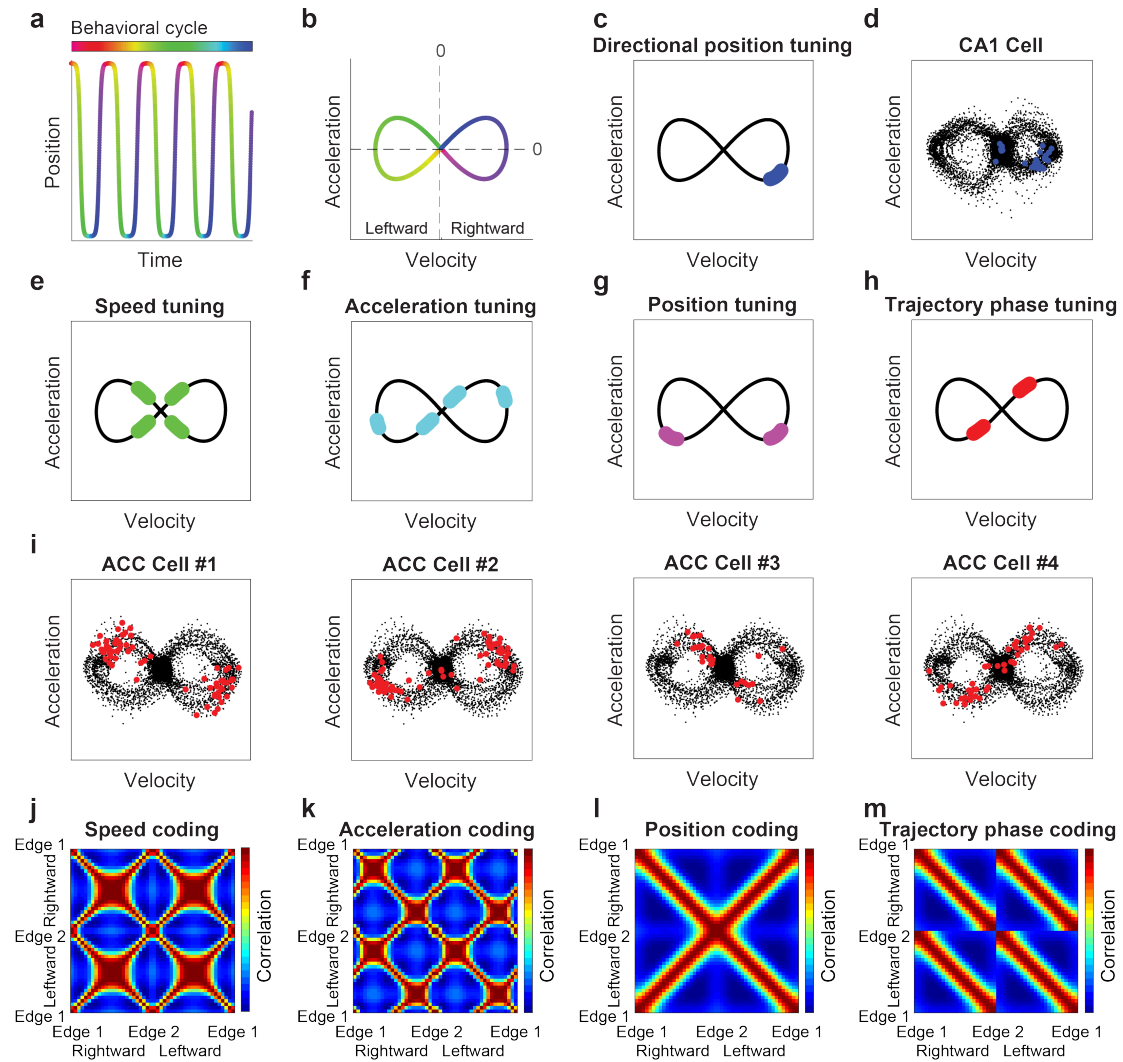 a
Behavioral cycle
Position
Time
b
0
0
Acceleration
Leftward
Rightward
Velocity
c
Directional position tuning
Acceleration
Velocity
d
CA1 Cell
Acceleration
Velocity
e
Speed tuning
Acceleration
Velocity
f
Acceleration tuning
Acceleration
Velocity
g
Position tuning
Acceleration
Velocity
h
Trajectory phase tuning
Acceleration
Velocity
i
ACC Cell #1
Acceleration
Velocity
ACC Cell #2
Acceleration
Velocity
ACC Cell #3
Acceleration
Velocity
ACC Cell #4
Acceleration
Velocity
j
Speed coding
Edge 1
Rightward
Edge 2
Leftward
Edge 1
Edge 1 Edge 2 Edge 1
Rightward Leftward
Correlation
k
Acceleration coding
Edge 1
Rightward
Edge 2
Leftward
Edge 1
Edge 1 Edge 2 Edge 1
Rightward Leftward
Correlation
l
Position coding
Edge 1
Rightward
Edge 2
Leftward
Edge 1
Edge 1 Edge 2 Edge 1
Rightward Leftward
Correlation
m
Trajectory phase coding
Edge 1
Rightward
Edge 2
Leftward
Edge 1
Edge 1 Edge 2 Edge 1
Rightward Leftward
Correlation